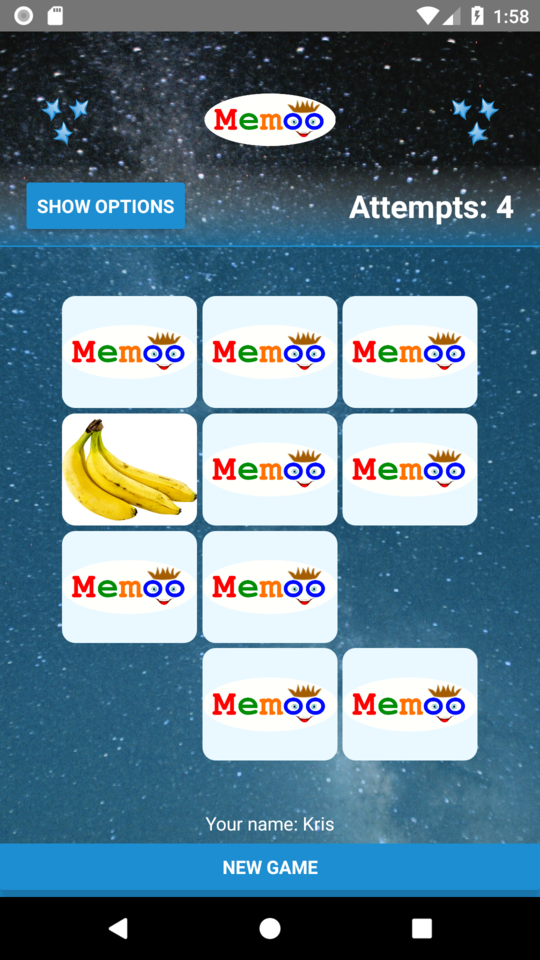 1:58
Memoo
SHOW OPTIONS
Attempts: 4
Memoo Memoo Memoo
Memoo Memoo
Memoo Memoo
Memoo Memoo
Your name: Kris
NEW GAME